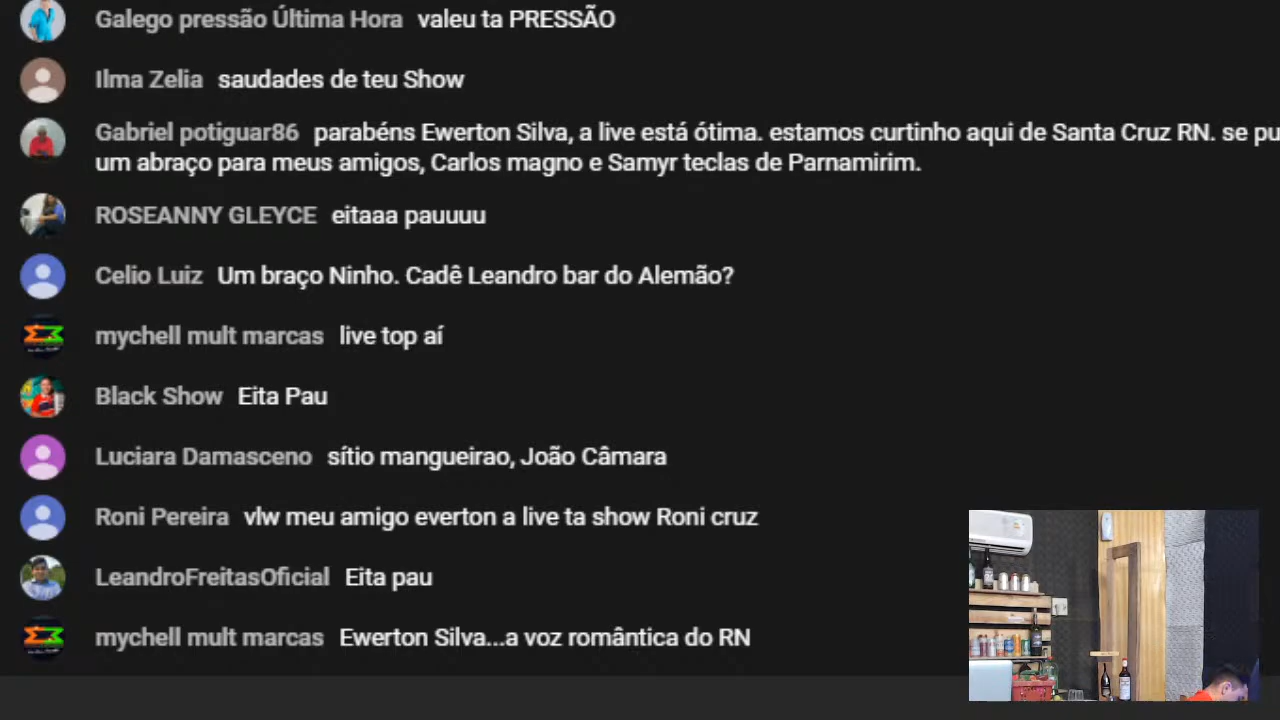 Galego pressão Última Hora valeu ta PRESSÃO
Ilma Zelia saudades de teu Show
Gabriel potiguar86 parabéns Ewerton Silva, a live está ótima. estamos curtinho aqui de Santa Cruz RN. se pu
um abraço para meus amigos, Carlos magno e Samyr teclas de Parnamirim.
ROSEANNY GLEYCE eitaaa pauuuu
Celio Luiz Um braço Ninho. Cadê Leandro bar do Alemão?
mychell mult marcas live top aí
Black Show Eita Pau
Luciara Damasceno sítio mangueirao, João Câmara
Roni Pereira vlw meu amigo everton a live ta show Roni cruz
LeandroFreitasOficial Eita pau
mychell mult marcas Ewerton Silva...a voz romântica do RN